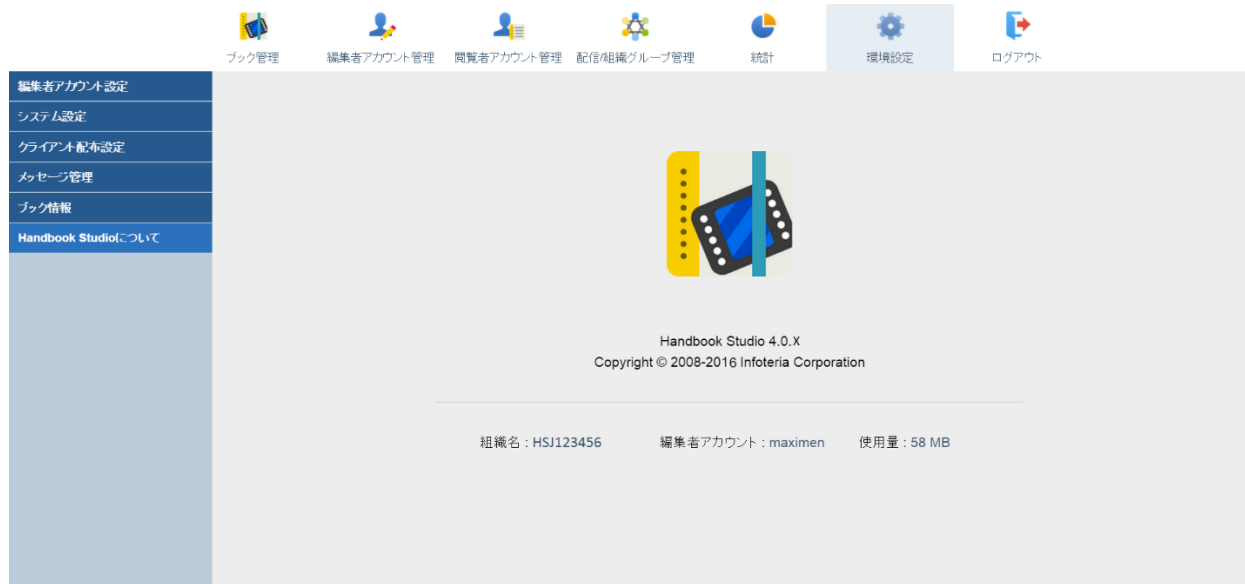 ブック管理 編集者アカウント管理 閲覧者アカウント管理 配信/組織グループ管理 統計 環境設定 ログアウト
編集者アカウント設定
システム設定
クライアント配布設定
メッセージ管理
ブック情報
Handbook Studioについて
Handbook Studio 4.0.X
Copyright © 2008-2016 Infoteria Corporation
組織名 : HSJ123456 編集者アカウント : maximen 使用量 : 58 MB